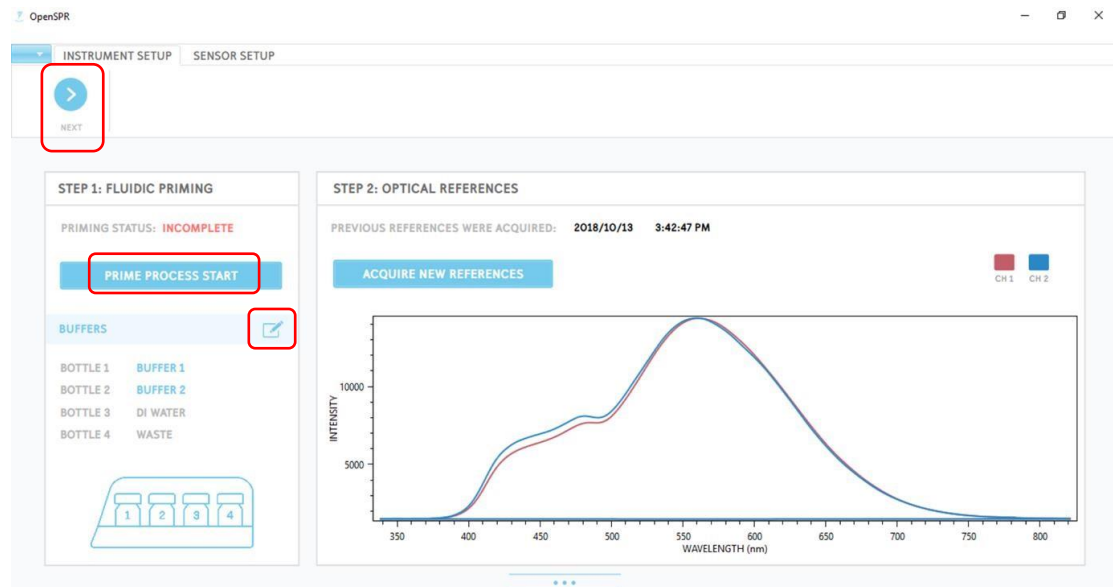 OpenSPR
INSTRUMENT SETUP SENSOR SETUP
NEXT
STEP 1: FLUIDIC PRIMING
PRIMING STATUS: INCOMPLETE
PRIME PROCESS START
BUFFERS
BOTTLE 1 BUFFER 1
BOTTLE 2 BUFFER 2
BOTTLE 3 DI WATER
BOTTLE 4 WASTE
1 2 3 4
STEP 2: OPTICAL REFERENCES
PREVIOUS REFERENCES WERE ACQUIRED: 2018/10/13 3:42:47 PM
ACQUIRE NEW REFERENCES
CH 1 CH 2
INTENSITY
10000
5000
350 400 450 500 550 600 650 700 750 800
WAVELENGTH (nm)